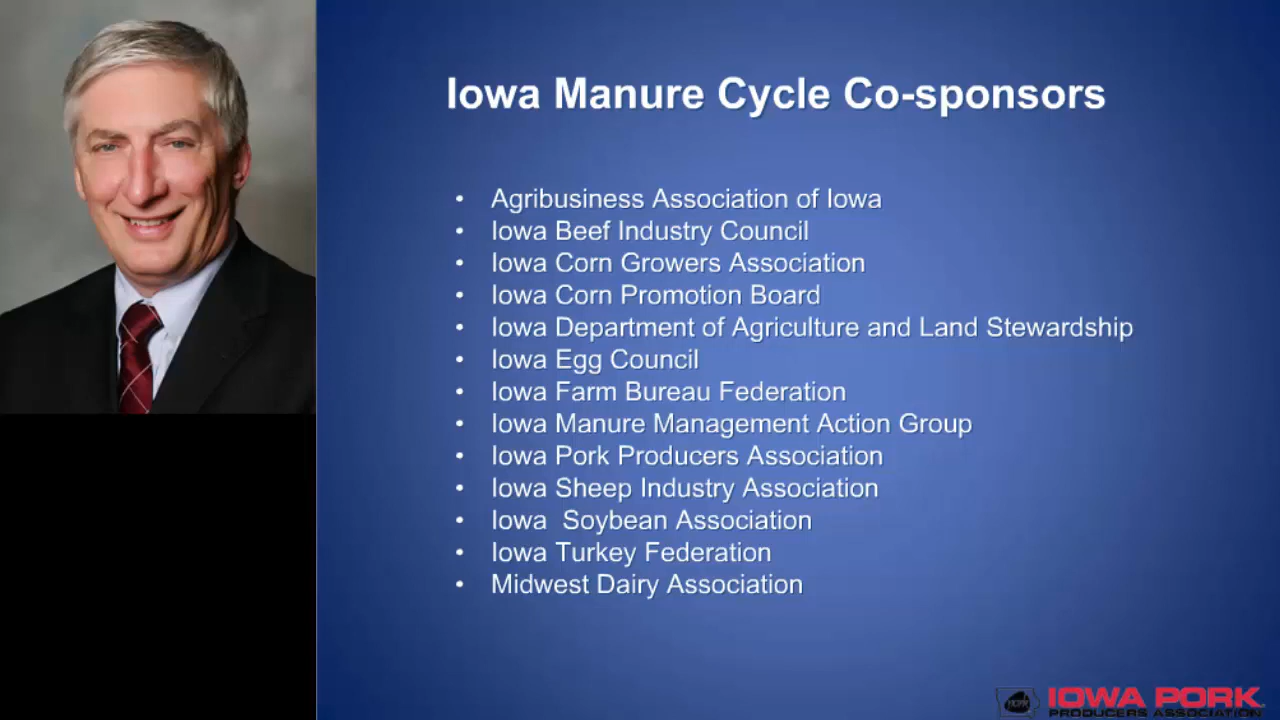 Iowa Manure Cycle Co-sponsors
• Agribusiness Association of Iowa
• Iowa Beef Industry Council
• Iowa Corn Growers Association
• Iowa Corn Promotion Board
• Iowa Department of Agriculture and Land Stewardship
• Iowa Egg Council
• Iowa Farm Bureau Federation
• Iowa Manure Management Action Group
• Iowa Pork Producers Association
• Iowa Sheep Industry Association
• Iowa  Soybean Association
• Iowa Turkey Federation
• Midwest Dairy Association
IOWA PORK
PRODUCERS ASSOCIATION